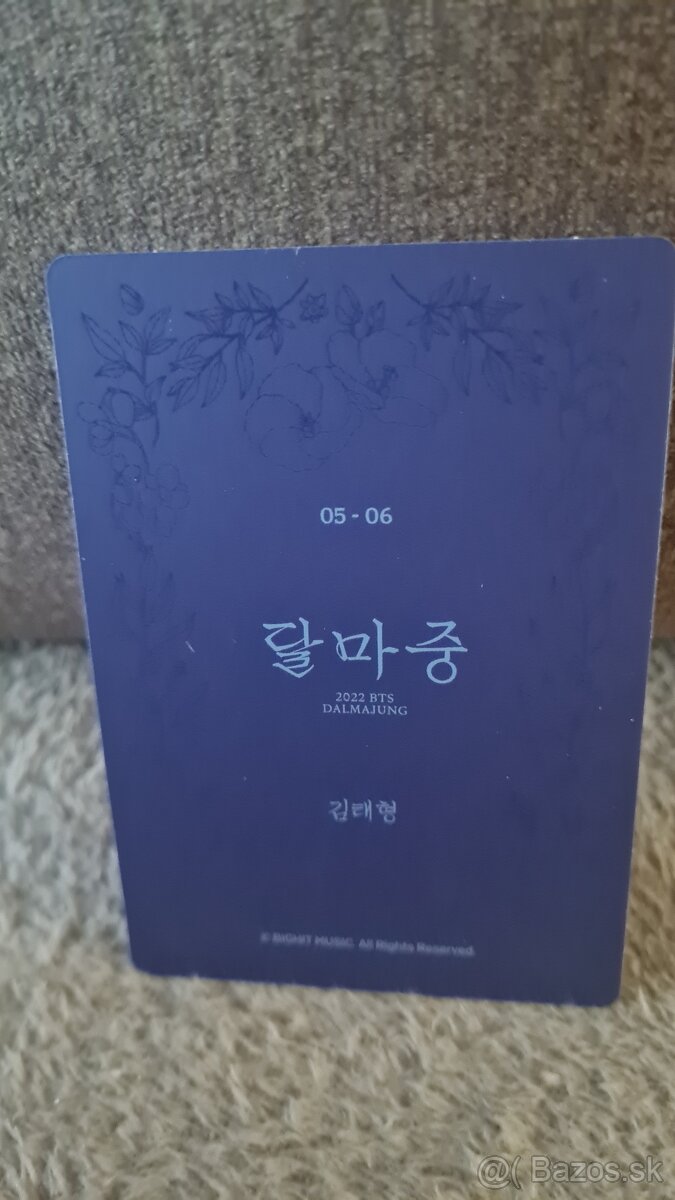 05 - 06
달마중
2022 BTS
DALMAJUNG
김태형
© BIGHIT MUSIC. All Rights Reserved.
@( Bazos.sk